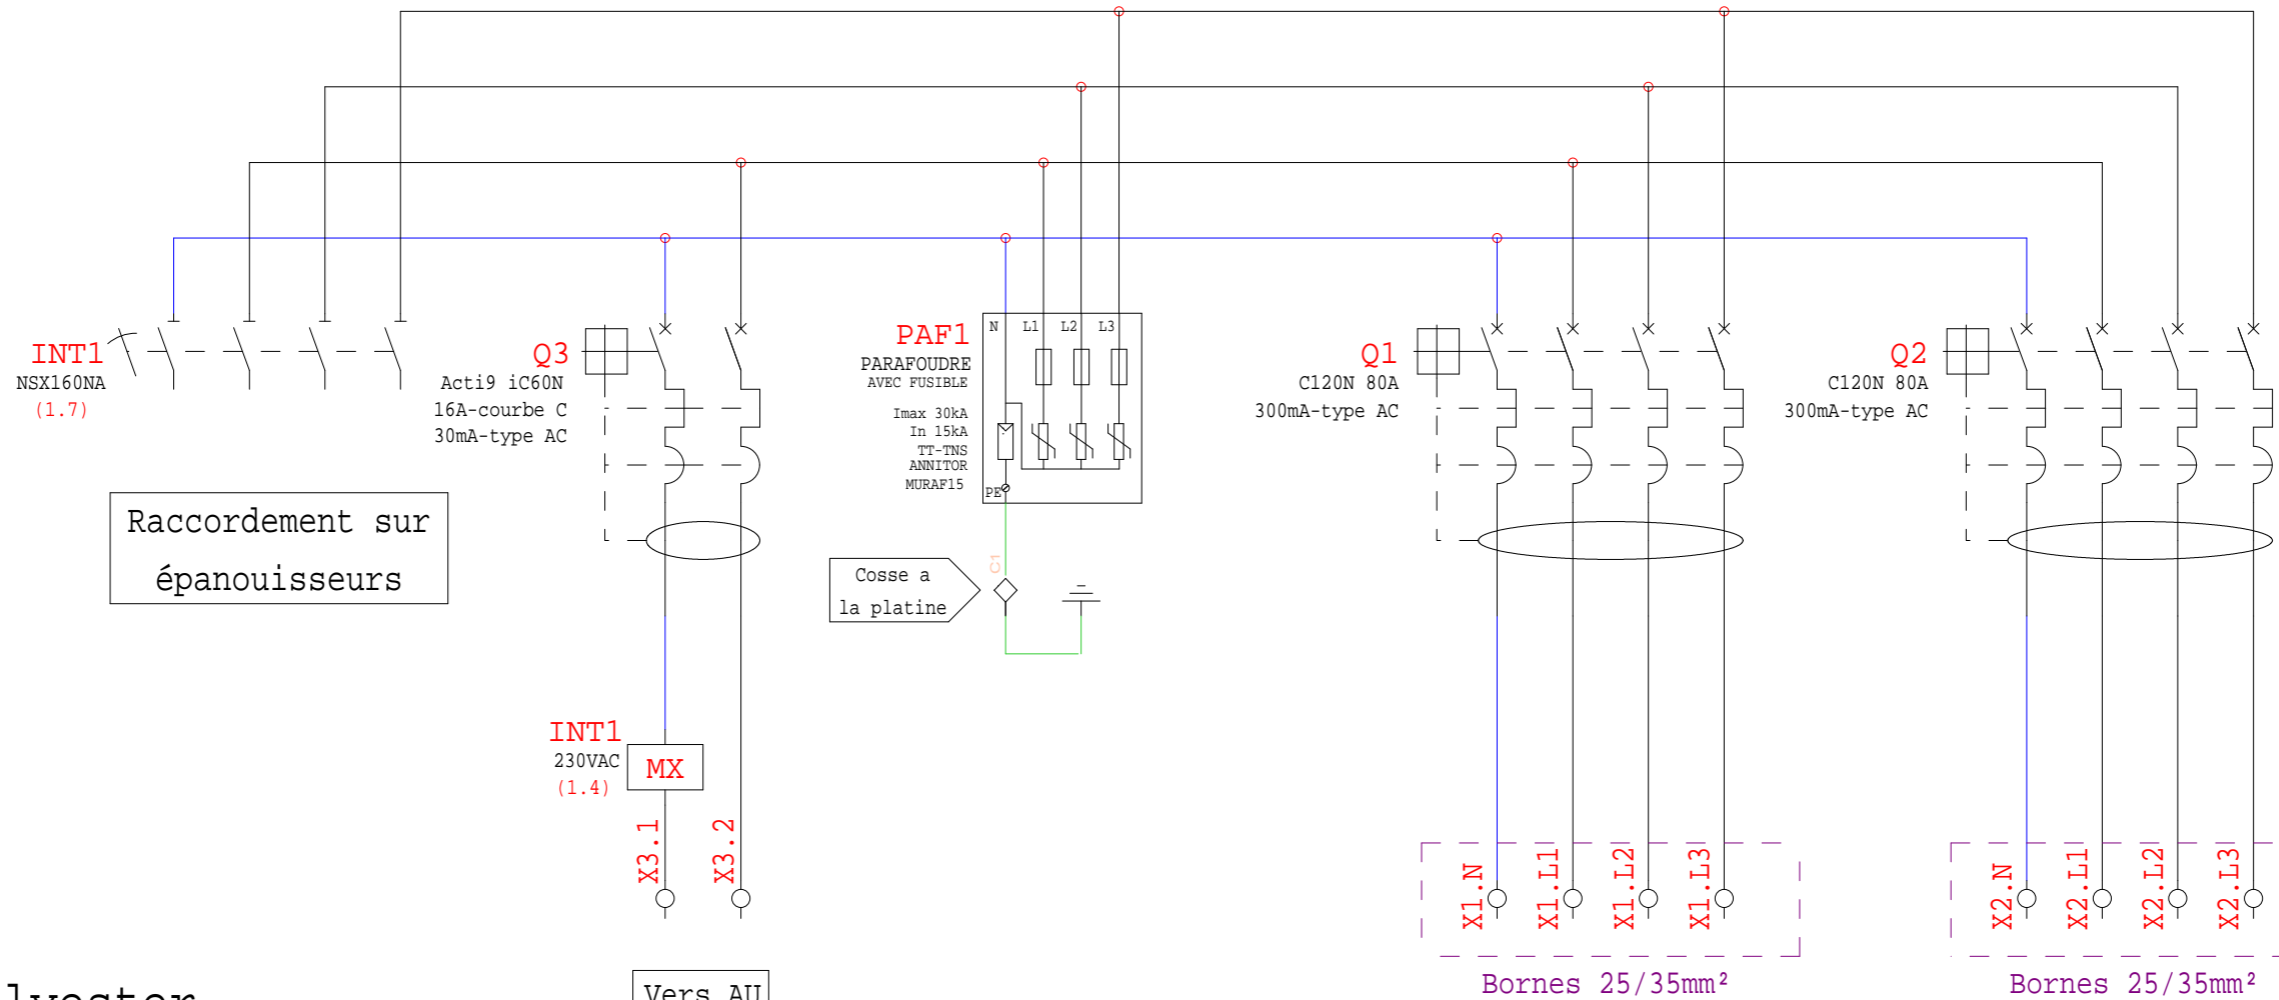 INT1
NSX160NA
(1.7)
Raccordement sur
épanouisseurs
Q3
Acti9 iC60N
16A-courbe C
30mA-type AC
INT1
230VAC
(1.4)
MX
X3.1
X3.2
Vers AU
PAF1
PARAFOUDRE
AVEC FUSIBLE
Imax 30kA
In 15kA
TT-TNS
ANNITOR
MURAF15
N L1 L2 L3
PE
C1
Cosse a
la platine
Q1
C120N 80A
300mA-type AC
X1.N
X1.L1
X1.L2
X1.L3
Bornes 25/35mm²
Q2
C120N 80A
300mA-type AC
X2.N
X2.L1
X2.L2
X2.L3
Bornes 25/35mm²